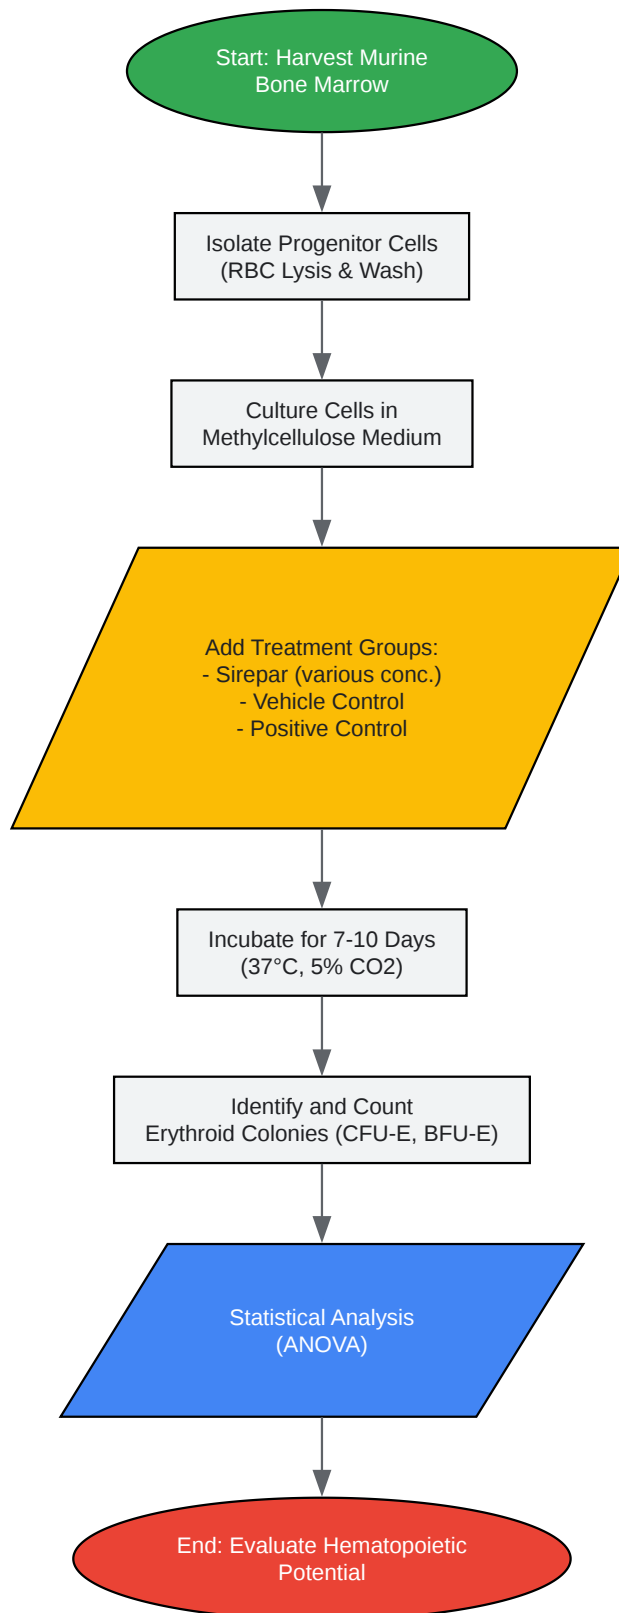 Start: Harvest Murine
Bone Marrow
Isolate Progenitor Cells
(RBC Lysis & Wash)
Culture Cells in
Methylcellulose Medium
Add Treatment Groups:
- Sirepar (various conc.)
- Vehicle Control
- Positive Control
Incubate for 7-10 Days
(37°C, 5% CO2)
Identify and Count
Erythroid Colonies (CFU-E, BFU-E)
Statistical Analysis
(ANOVA)
End: Evaluate Hematopoietic
Potential